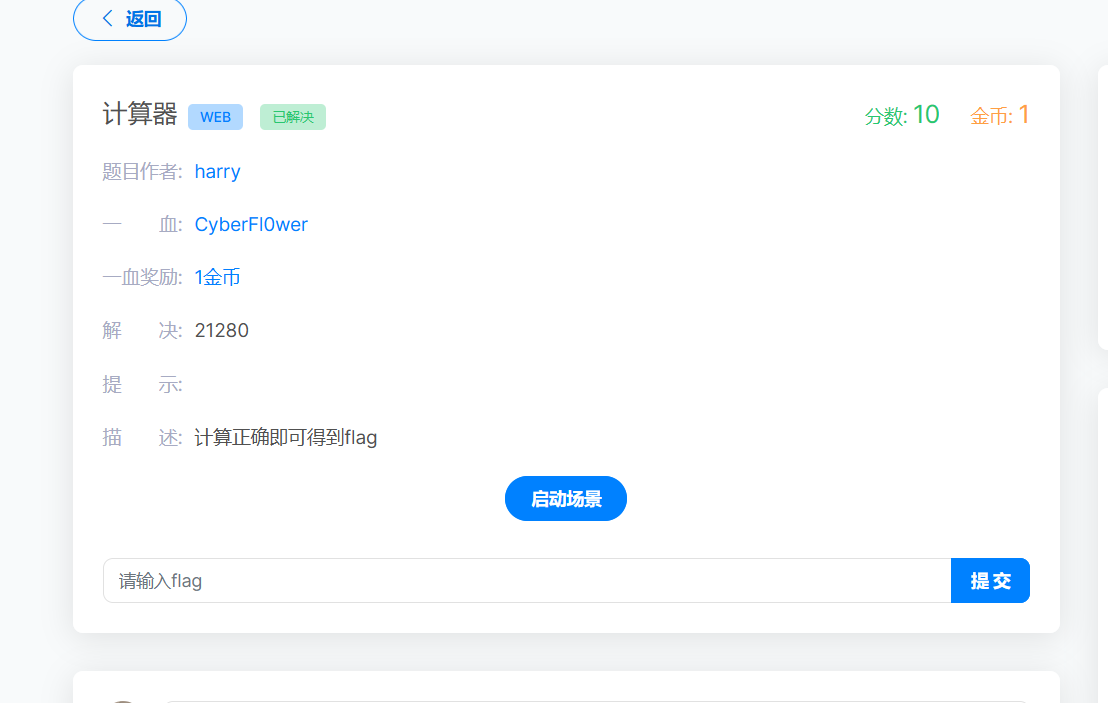 返回
计算器 WEB 已解决 分数: 10 金币: 1
题目作者: harry
一 血: CyberFl0wer
一血奖励: 1金币
解 决: 21280
提 示:
描 述: 计算正确即可得到flag
启动场景
请输入flag 提交